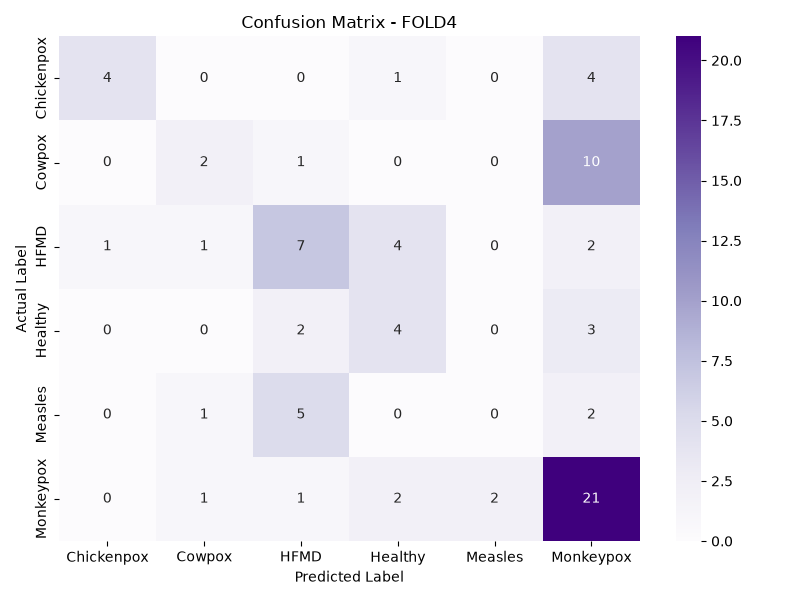 Confusion Matrix - FOLD4
Actual Label
Chickenpox 4 0 0 1 0 4
Cowpox 0 2 1 0 0 10
HFMD 1 1 7 4 0 2
Healthy 0 0 2 4 0 3
Measles 0 1 5 0 0 2
Monkeypox 0 1 1 2 2 21
Chickenpox Cowpox HFMD Healthy Measles Monkeypox
Predicted Label
20.0
17.5
15.0
12.5
10.0
7.5
5.0
2.5
0.0